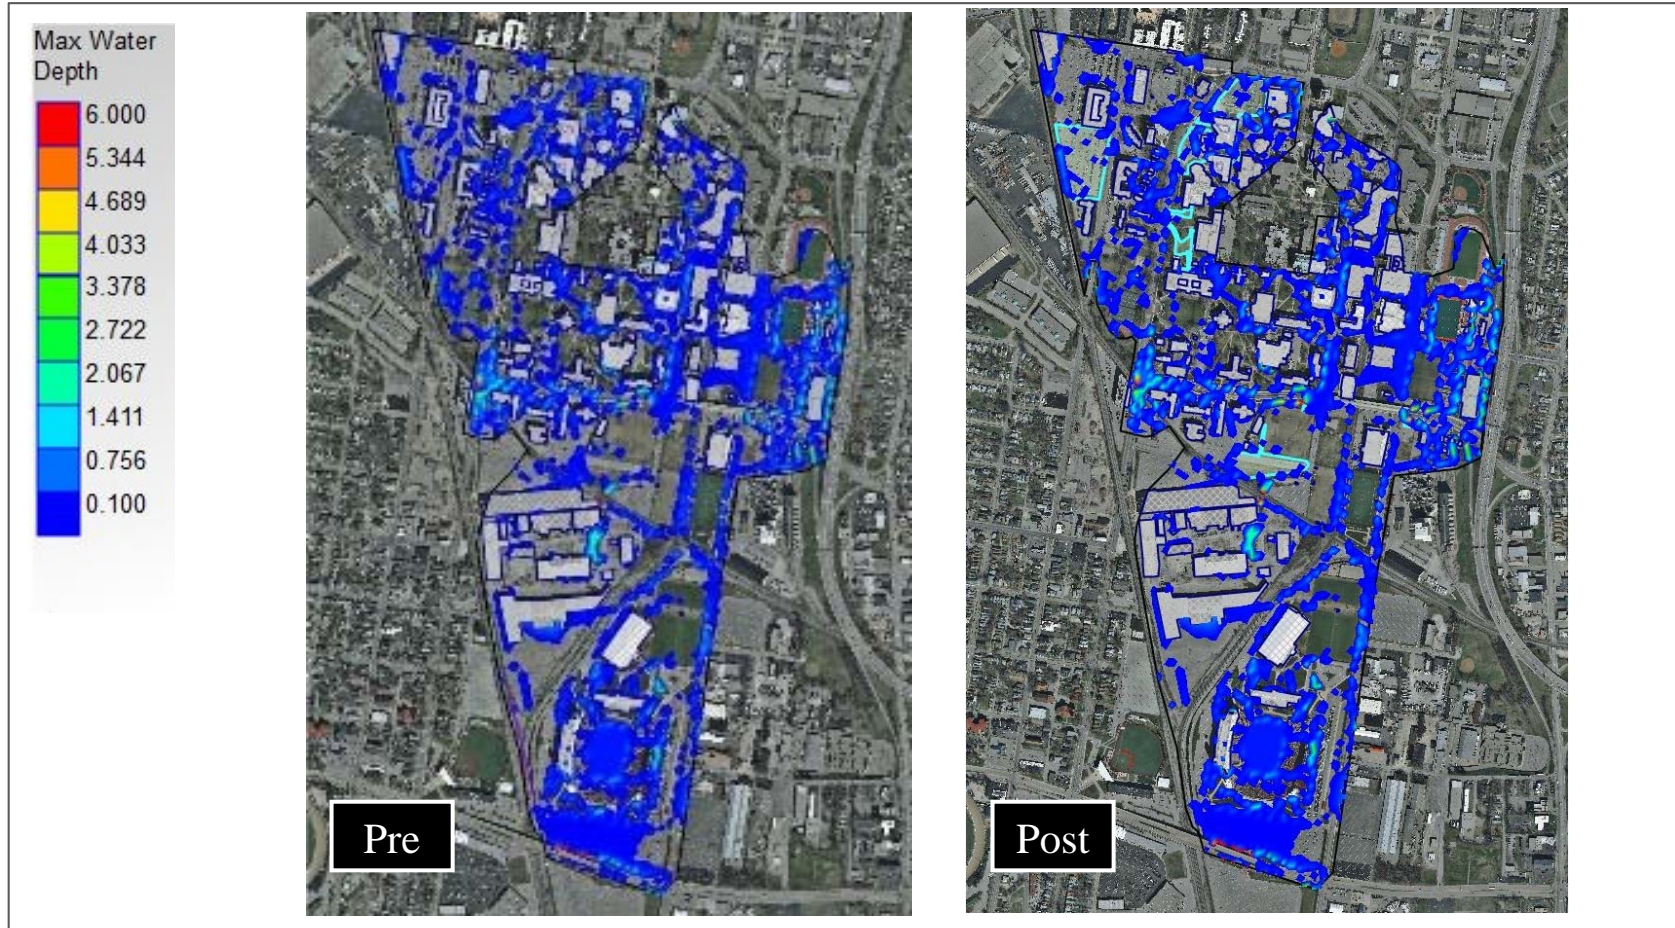 Max Water
Depth
6.000
5.344
4.689
4.033
3.378
2.722
2.067
1.411
0.756
0.100
Pre
Post